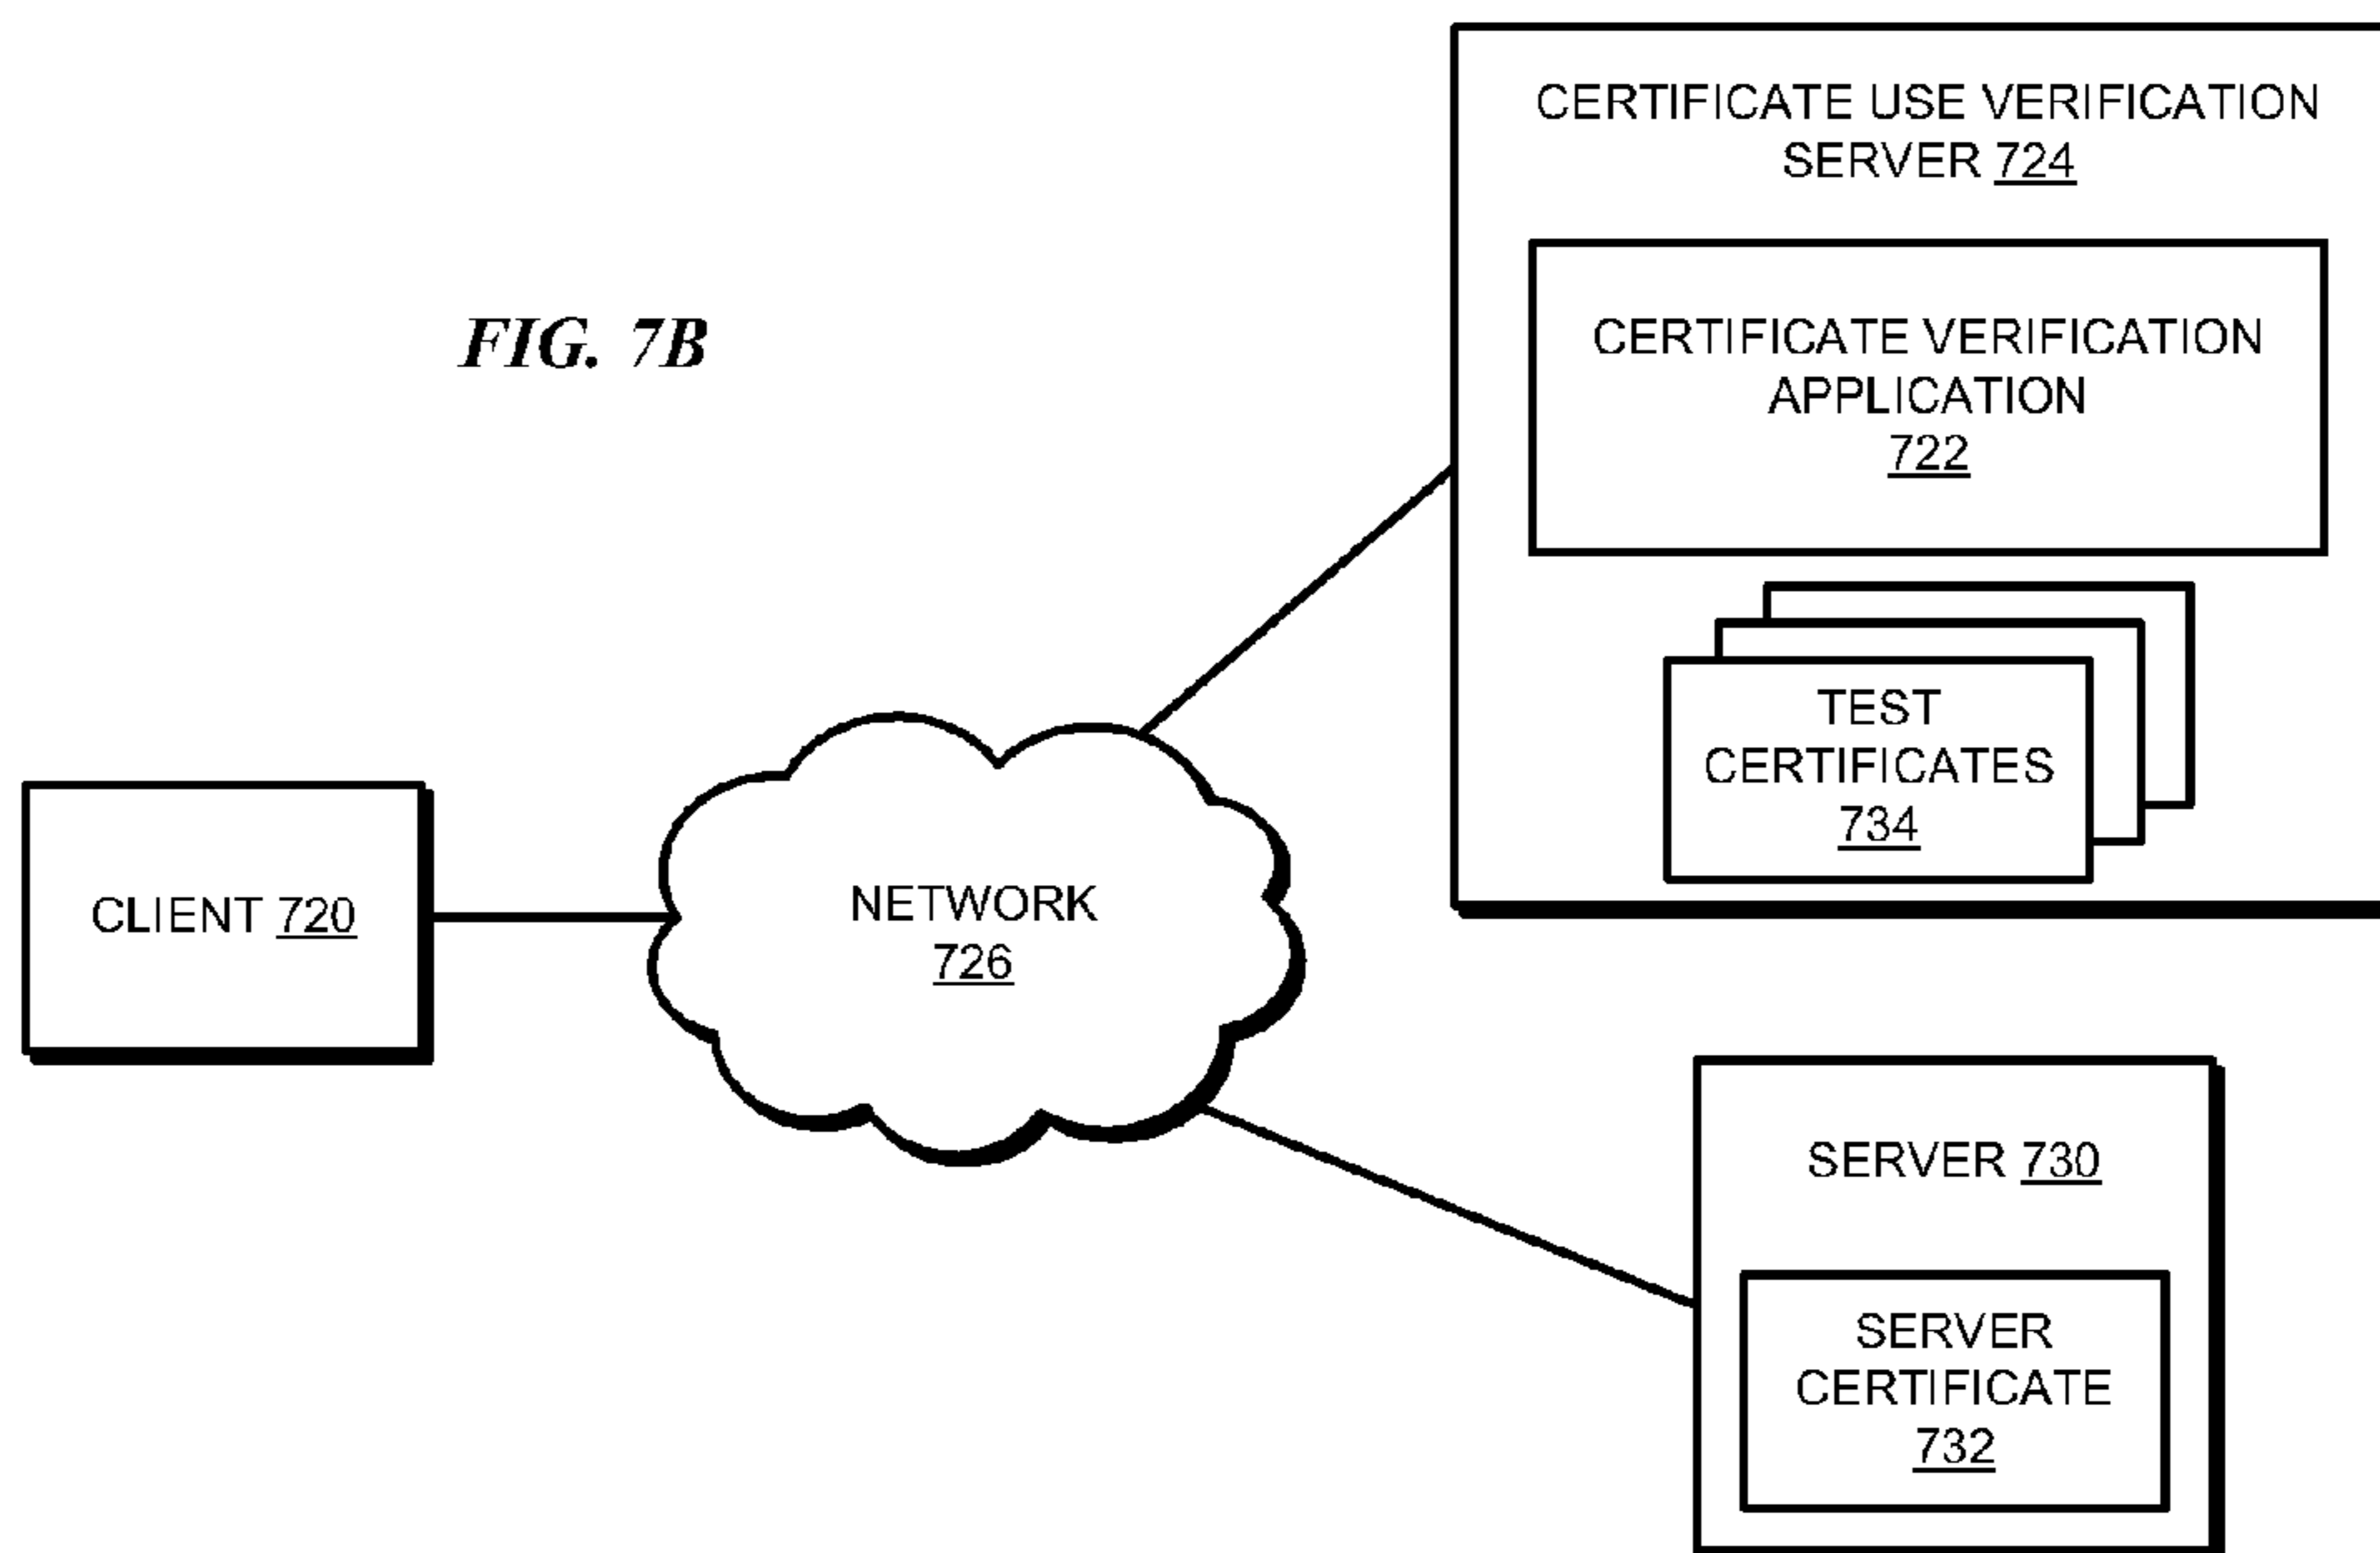 FIG. 7B
CERTIFICATE USE VERIFICATION
SERVER 724
CERTIFICATE VERIFICATION
APPLICATION
722
TEST
CERTIFICATES
734
CLIENT 720
NETWORK
726
SERVER 730
SERVER
CERTIFICATE
732